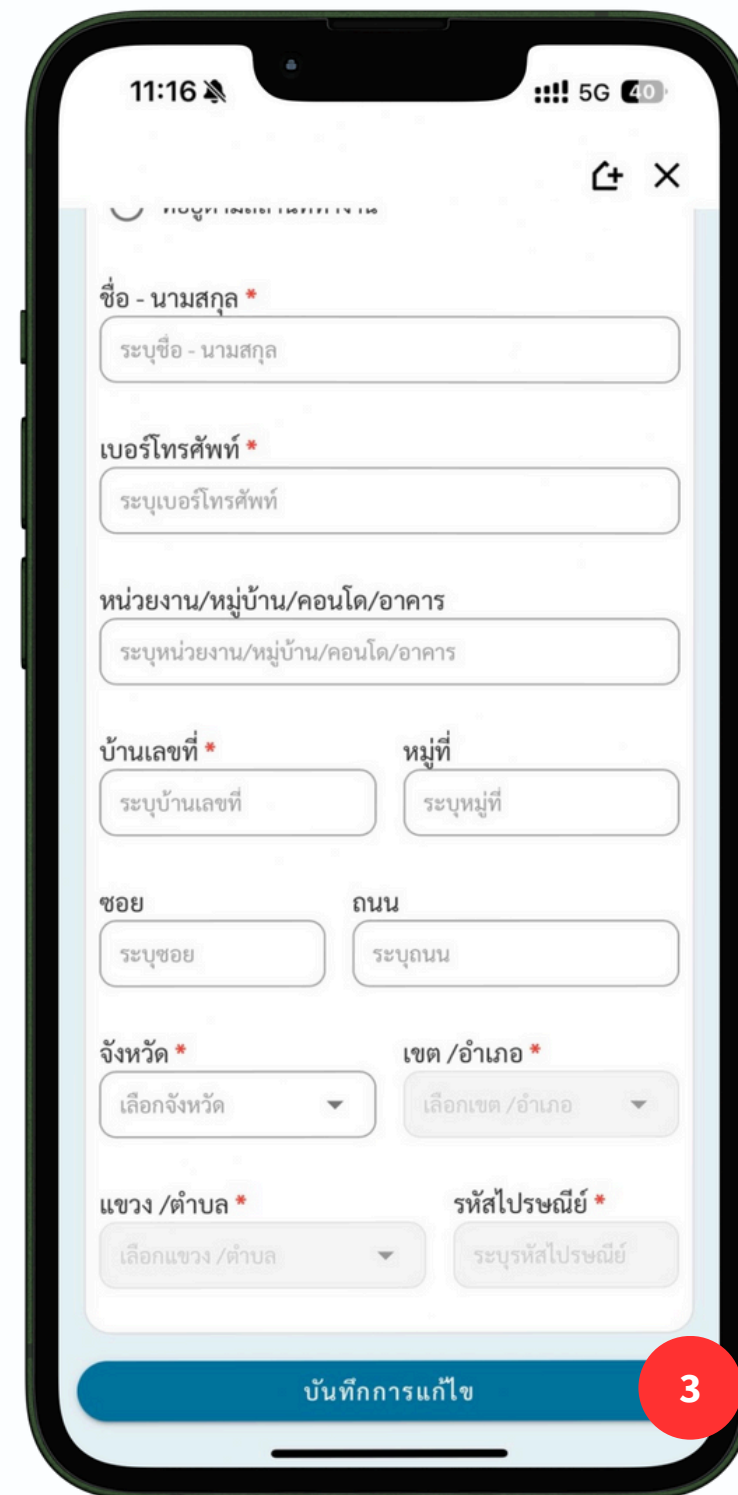 11:16
5G 40
ชื่อ - นามสกุล *
ระบุชื่อ - นามสกุล
เบอร์โทรศัพท์ *
ระบุเบอร์โทรศัพท์
หน่วยงาน/หมู่บ้าน/คอนโด/อาคาร
ระบุหน่วยงาน/หมู่บ้าน/คอนโด/อาคาร
บ้านเลขที่ * หมู่ที่
ระบุบ้านเลขที่ ระบุหมู่ที่
ซอย ถนน
ระบุซอย ระบุถนน
จังหวัด * เขต /อำเภอ *
เลือกจังหวัด เลือกเขต /อำเภอ
แขวง /ตำบล * รหัสไปรษณีย์ *
เลือกแขวง /ตำบล ระบุรหัสไปรษณีย์
บันทึกการแก้ไข 3